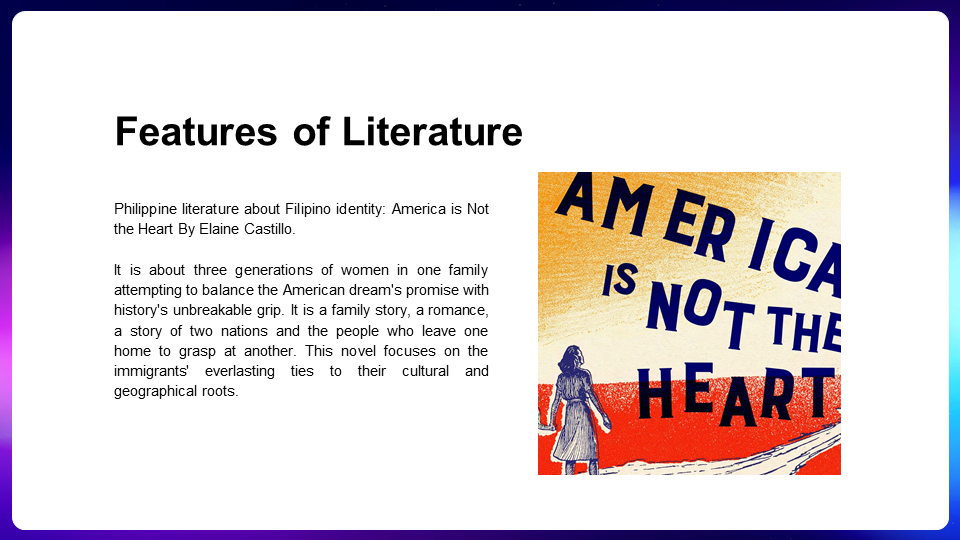 Features of Literature
Philippine literature about Filipino identity: America is Not
the Heart By Elaine Castillo.
It is about three generations of women in one family
attempting to balance the American dream's promise with
history's unbreakable grip. It is a family story, a romance,
a story of two nations and the people who leave one
home to grasp at another. This novel focuses on the
immigrants' everlasting ties to their cultural and
geographical roots.
AMERICA
IS NOT THE
HEART